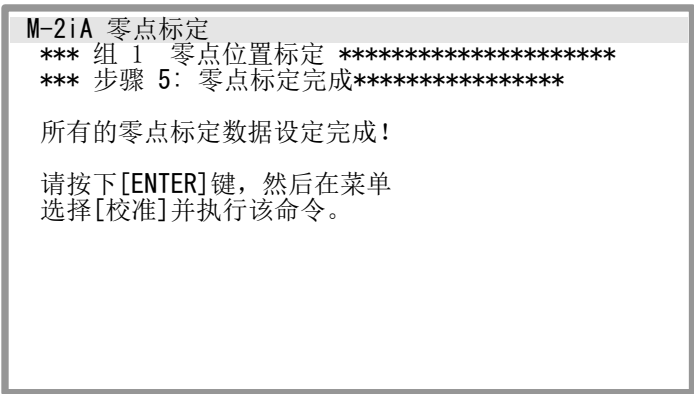 M-2iA 零点标定
*** 组 1 零点位置标定 *********************
*** 步骤 5: 零点标定完成****************
所有的零点标定数据设定完成!
请按下[ENTER]键，然后在菜单
选择[校准]并执行该命令。